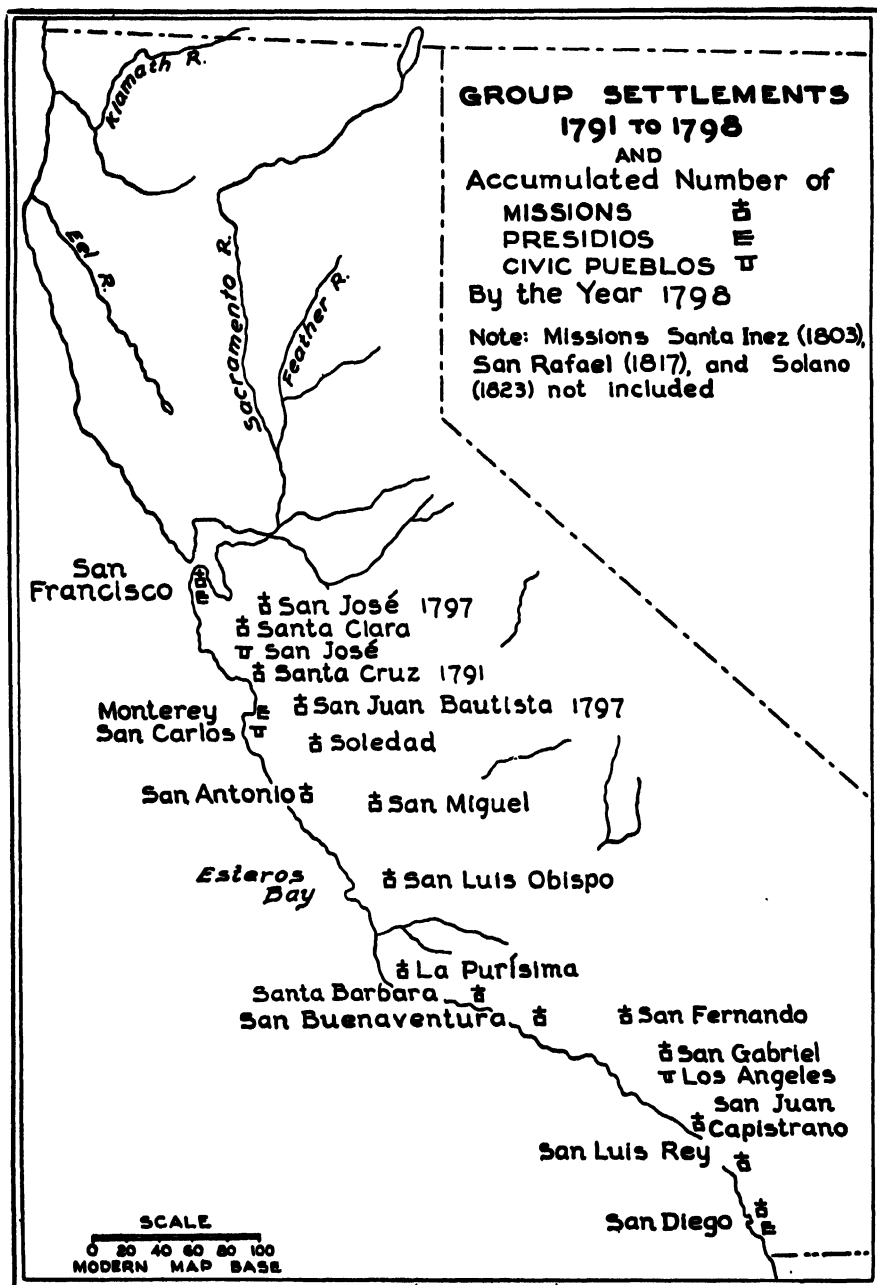 Klamath R.
GROUP SETTLEMENTS
1791 TO 1798
AND
Accumulated Number of
MISSIONS
PRESIDIOS
CIVIC PUEBLOS
By the Year 1798
Note: Missions Santa Inez (1803),
San Rafael (1817), and Solano
(1823) not included
Eel R.
Sacramento R.
Feather R.
San
Francisco
San José 1797
Santa Clara
San José
Santa Cruz 1791
San Juan Bautista 1797
Monterey
San Carlos
Soledad
San Antonio
San Miguel
Esteros
Bay
San Luis Obispo
La Purísima
Santa Barbara
San Buenaventura
San Fernando
San Gabriel
Los Angeles
San Juan
Capistrano
San Luis Rey
San Diego
SCALE
0 20 40 60 80 100
MODERN MAP BASE